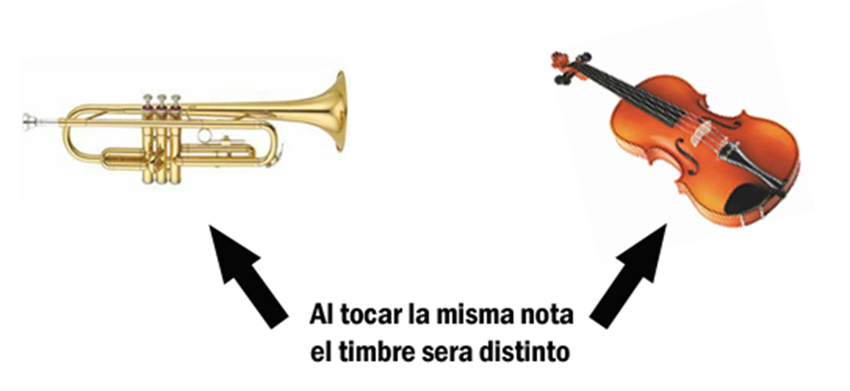 Al tocar la misma nota
el timbre sera distinto